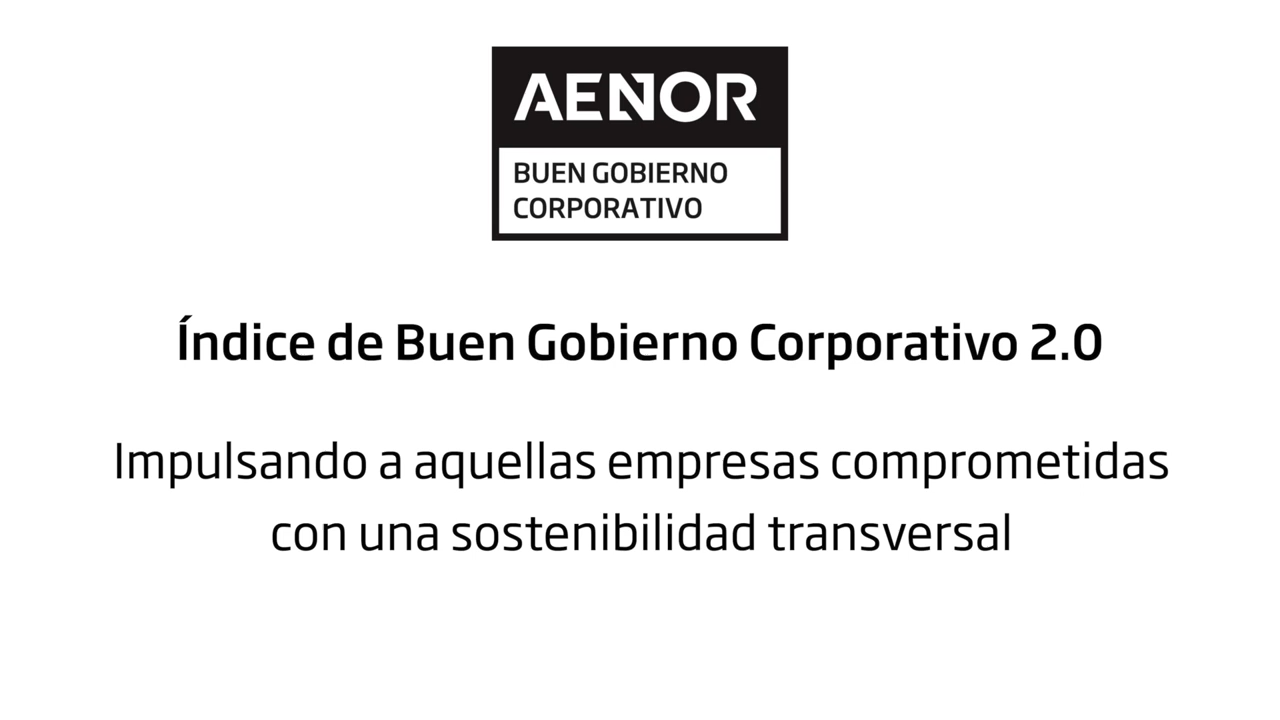 AENOR
BUEN GOBIERNO
CORPORATIVO
Índice de Buen Gobierno Corporativo 2.0
Impulsando a aquellas empresas comprometidas
con una sostenibilidad transversal